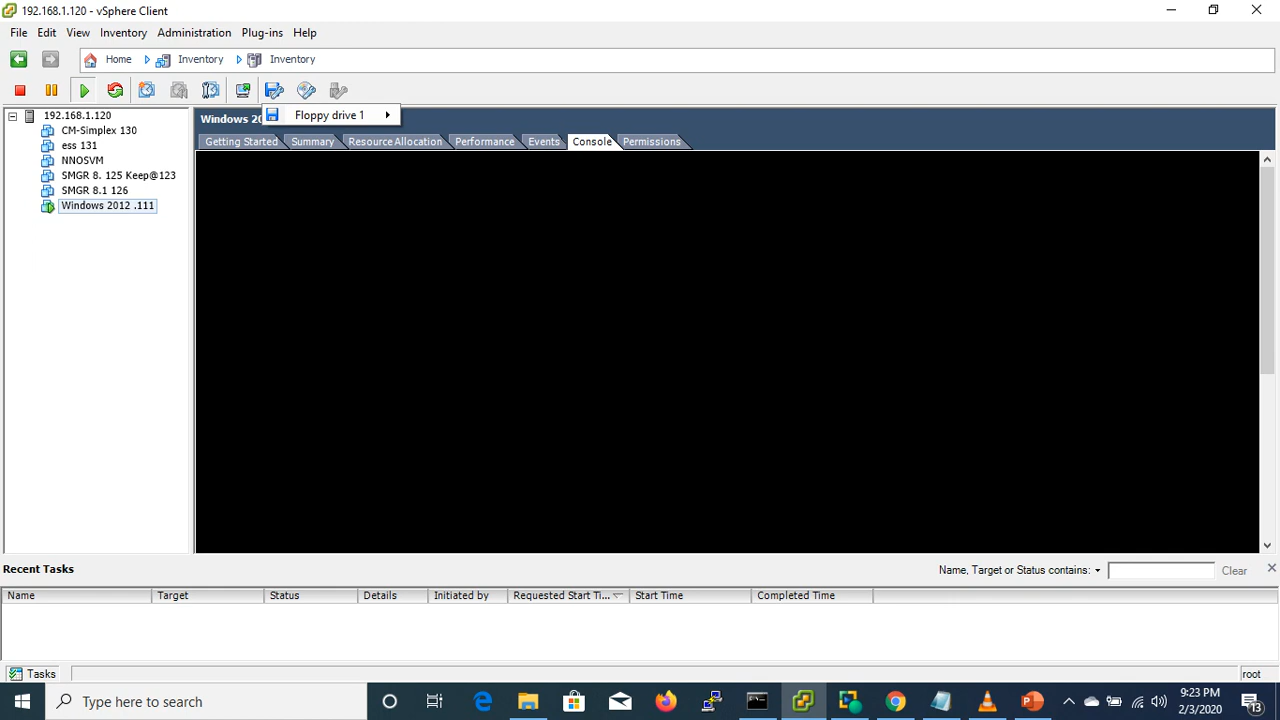 192.168.1.120 - vSphere Client
File Edit View Inventory Administration Plug-ins Help
Home Inventory Inventory
192.168.1.120
CM-Simplex 130
ess 131
NNOSVM
SMGR 8. 125 Keep@123
SMGR 8.1 126
Windows 2012 .111
Windows 20
Floppy drive 1
Getting Started Summary Resource Allocation Performance Events Console Permissions
Recent Tasks
Name, Target or Status contains: Clear
Name Target Status Details Initiated by Requested Start Ti... Start Time Completed Time
Tasks
root
Type here to search
9:23 PM
2/3/2020
13